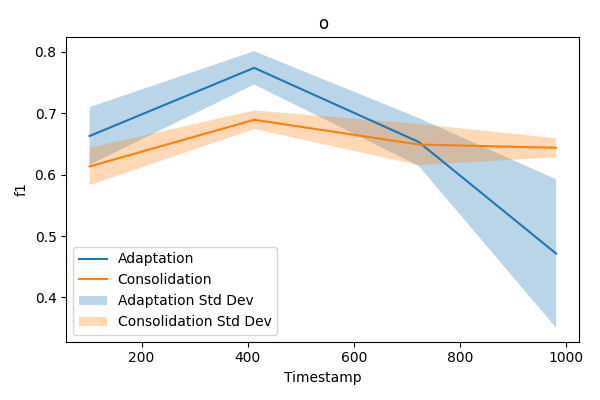 o
0.8
0.7
0.6
0.5
0.4
f1
Adaptation
Consolidation
Adaptation Std Dev
Consolidation Std Dev
200 400 600 800 1000
Timestamp